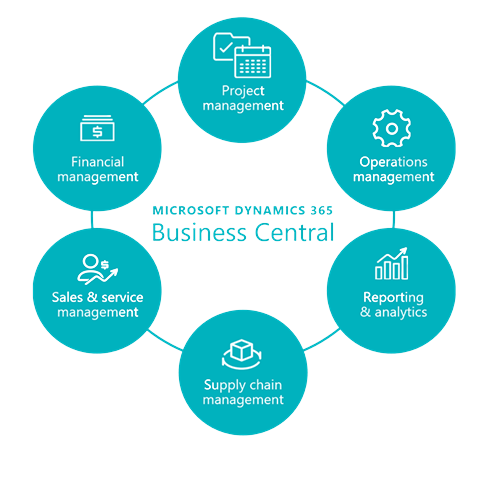 Project
management
Financial
management
Operations
management
MICROSOFT DYNAMICS 365
Business Central
Sales & service
management
Reporting
& analytics
Supply chain
management